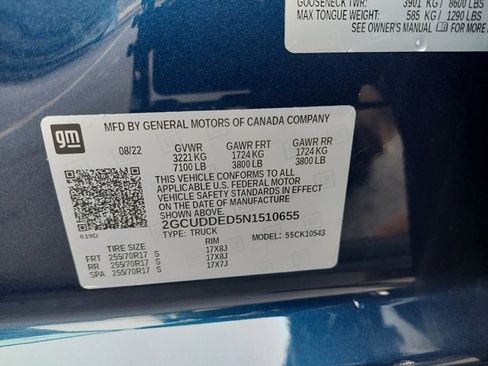 GOOSENECK TWR: 3901 KG / 8600 LBS
MAX TONGUE WEIGHT: 585 KG / 1290 LBS
SEE OWNER'S MANUAL FOR MORE
gm
MFD BY GENERAL MOTORS OF CANADA COMPANY
08/22 GVWR GAWR FRT GAWR RR
3221 KG 1724 KG 1724 KG
7100 LB 3800 LB 3800 LB
THIS VEHICLE CONFORMS TO ALL
APPLICABLE U.S. FEDERAL MOTOR
VEHICLE SAFETY STANDARDS IN EFFECT
ON THE DATE OF MANUFACTURE SHOWN ABOVE.
2GCUDDED5N1510655
619D
TYPE: TRUCK MODEL: 55CK10543
TIRE SIZE RIM
FRT 255/70R17 S 17X8J
RR 255/70R17 S 17X8J
SPA 255/70R17 S 17X7J